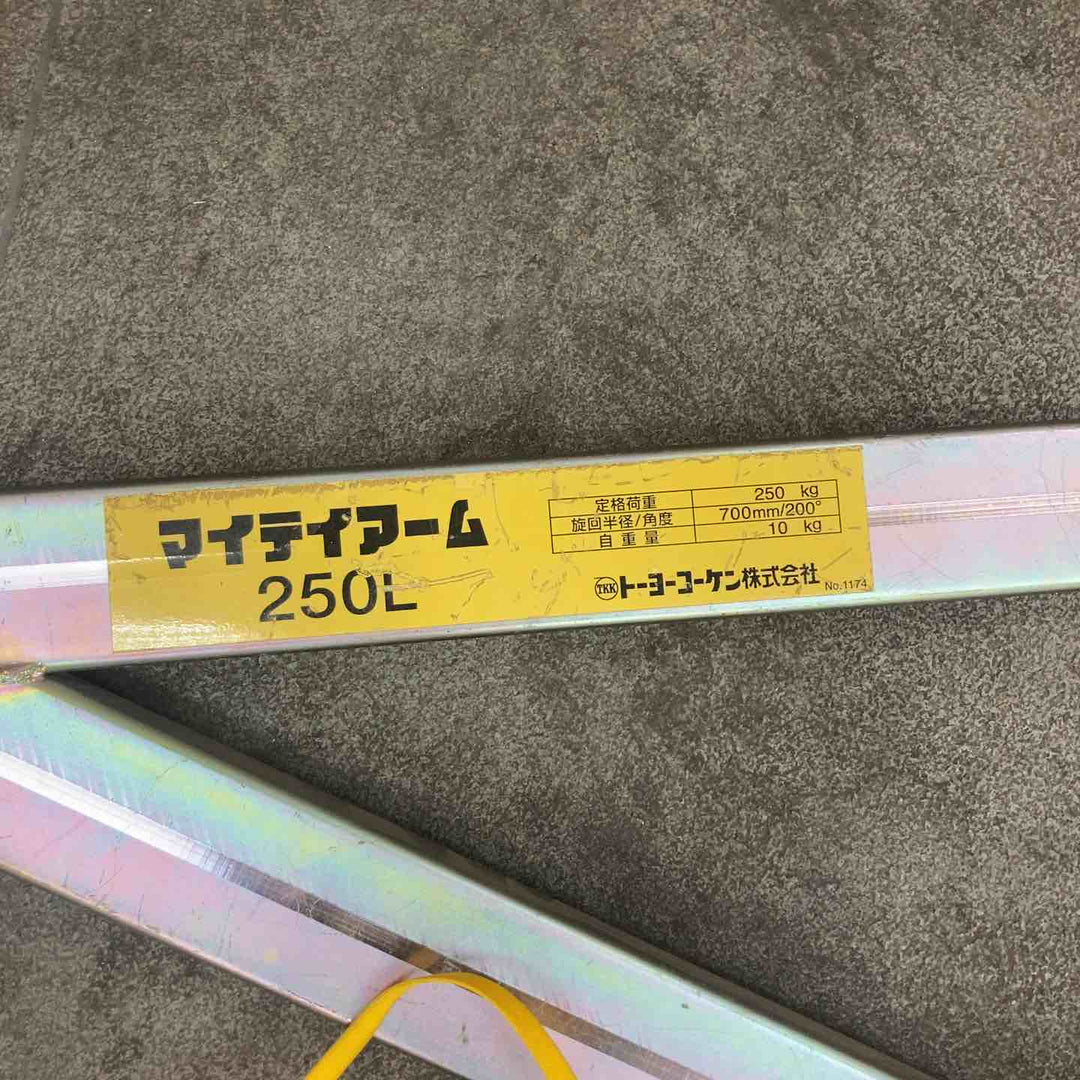 マイティアーム
250L
定格荷重 250 kg
旋回半径/角度 700mm/200°
自重量 10 kg
TKK トーヨーコーケン株式会社 No.1174